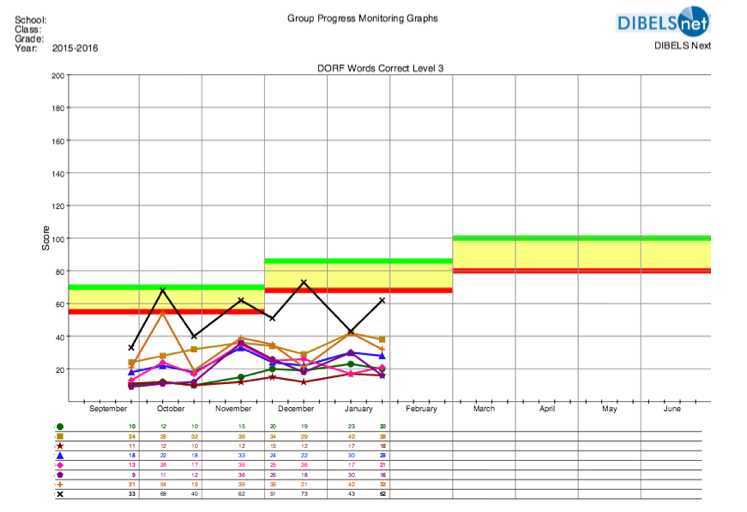 School:
Group Progress Monitoring Graphs
DIBELSnet
Class:
Grade:
Year: 2015-2016
DIBELS Next
DORF Words Correct Level 3
200
180
160
140
120
100
80
60
40
20
Score
September October November December January February March April May June
10 12 10 15 20 19 23 20
24 28 32 36 34 29 42 38
11 12 10 12 15 12 17 16
18 22 18 33 24 22 30 28
13 24 17 35 25 26 17 21
9 11 12 36 26 18 30 16
21 54 19 39 35 21 42 32
33 68 40 62 51 73 43 62